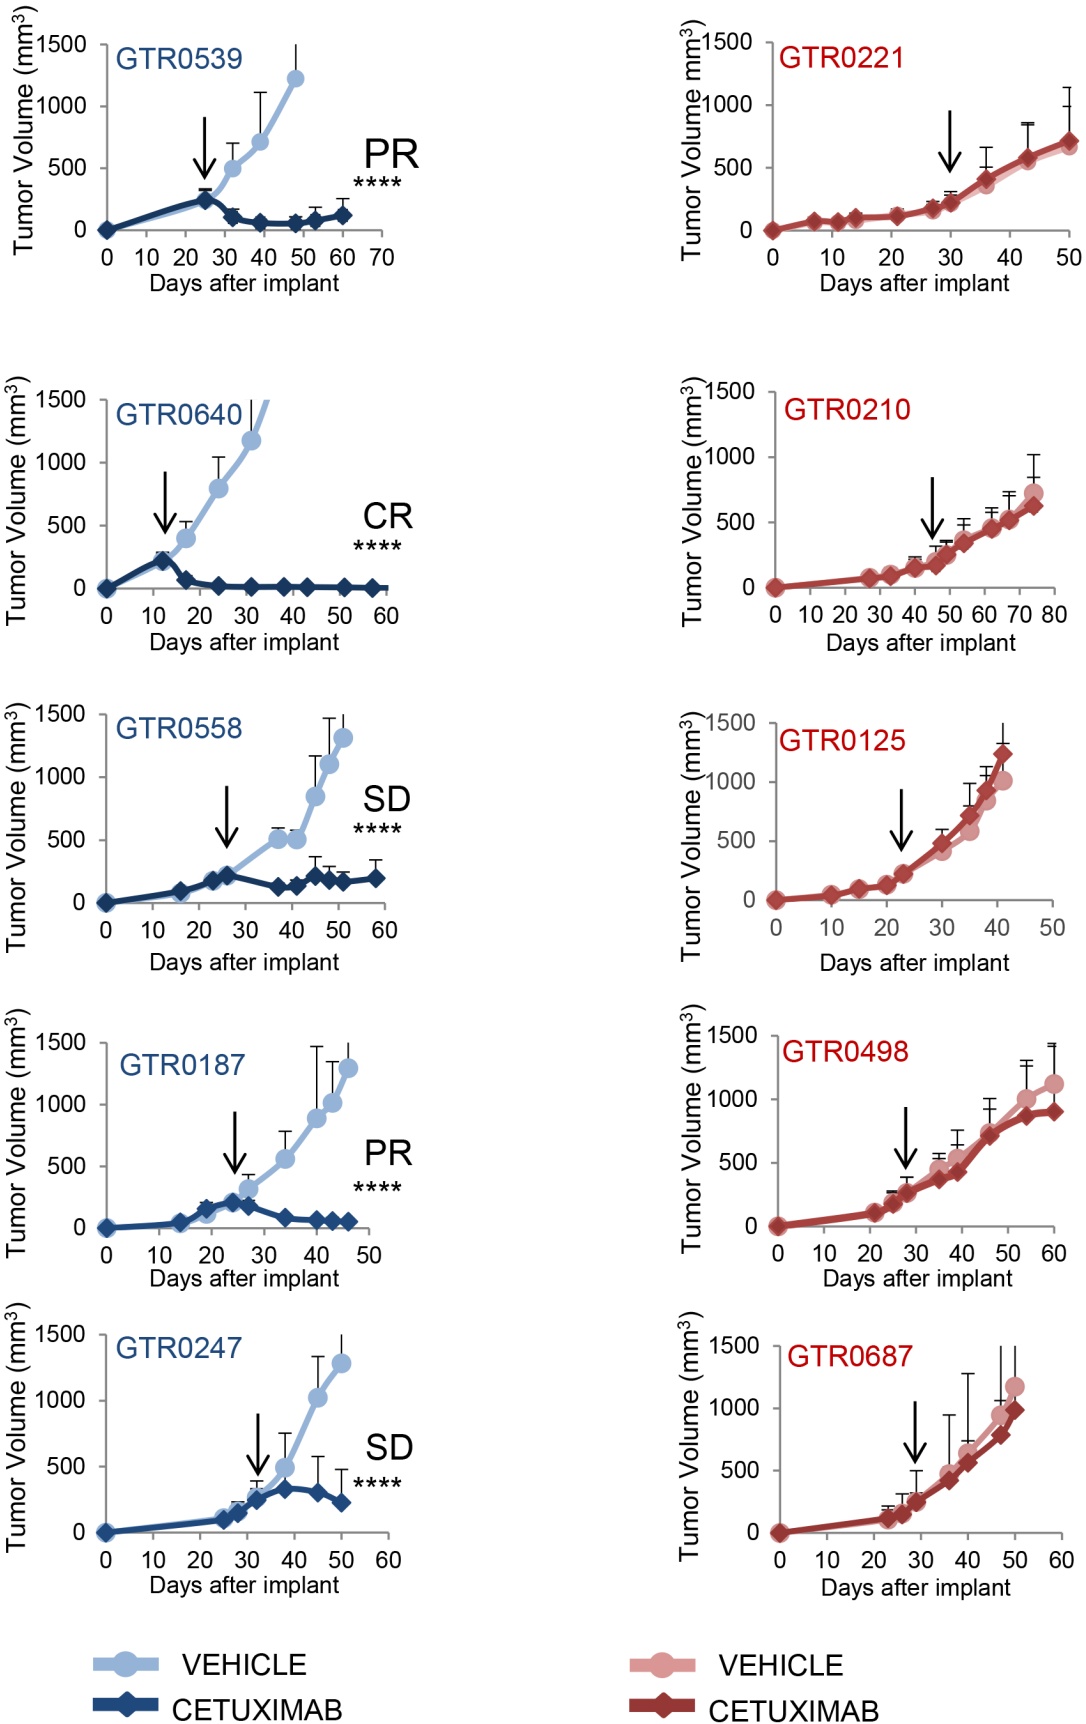 Tumor Volume (mm3)
GTR0539
1500
1000
500
0
PR
****
0 10 20 30 40 50 60 70
Days after implant
Tumor Volume mm3)
GTR0221
1500
1000
500
0
0 10 20 30 40 50
Days after implant
Tumor Volume (mm3)
GTR0640
1500
1000
500
0
CR
****
0 10 20 30 40 50 60
Days after implant
Tumor Volume (mm3)
GTR0210
1500
1000
500
0
0 10 20 30 40 50 60 70 80
Days after implant
Tumor Volume (mm3)
GTR0558
1500
1000
500
0
SD
****
0 10 20 30 40 50 60
Days after implant
Tumor Volume (mm3)
GTR0125
1500
1000
500
0
0 10 20 30 40 50
Days after implant
Tumor Volume (mm3)
GTR0187
1500
1000
500
0
PR
****
0 10 20 30 40 50
Days after implant
Tumor Volume (mm3)
GTR0498
1500
1000
500
0
0 10 20 30 40 50 60
Days after implant
Tumor Volume (mm3)
GTR0247
1500
1000
500
0
SD
****
0 10 20 30 40 50 60
Days after implant
Tumor Volume (mm3)
GTR0687
1500
1000
500
0
0 10 20 30 40 50 60
Days after implant
VEHICLE
CETUXIMAB
VEHICLE
CETUXIMAB